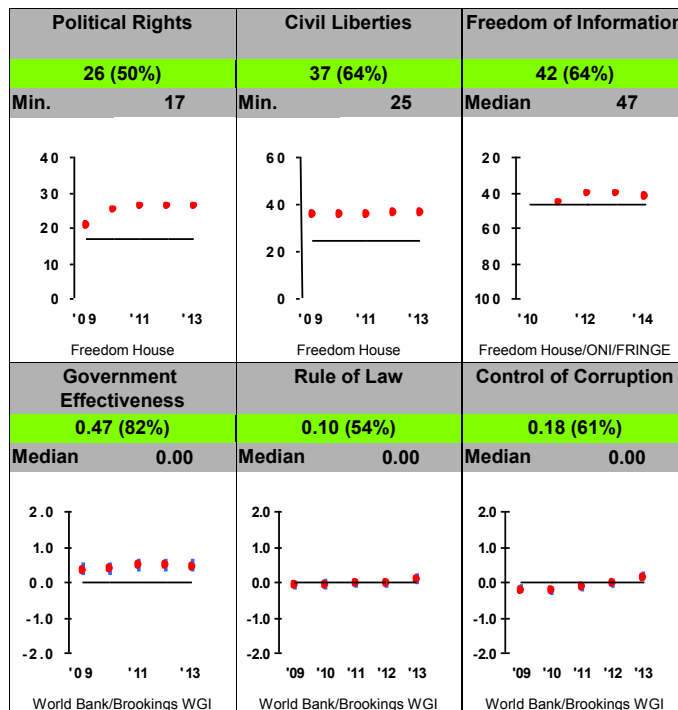 Political Rights
26 (50%)
Min. 17
40
30
20
10
0
'09 '11 '13
Freedom House
Civil Liberties
37 (64%)
Min. 25
60
40
20
0
'09 '11 '13
Freedom House
Freedom of Information
42 (64%)
Median 47
20
40
60
80
100
'10 '12 '14
Freedom House/ONI/FRINGE
Government
Effectiveness
0.47 (82%)
Median 0.00
2.0
1.0
0.0
-1.0
-2.0
'09 '11 '13
World Bank/Brookings WGI
Rule of Law
0.10 (54%)
Median 0.00
2.0
1.0
0.0
-1.0
-2.0
'09 '10 '11 '12 '13
World Bank/Brookings WGI
Control of Corruption
0.18 (61%)
Median 0.00
2.0
1.0
0.0
-1.0
-2.0
'09 '10 '11 '12 '13
World Bank/Brookings WGI